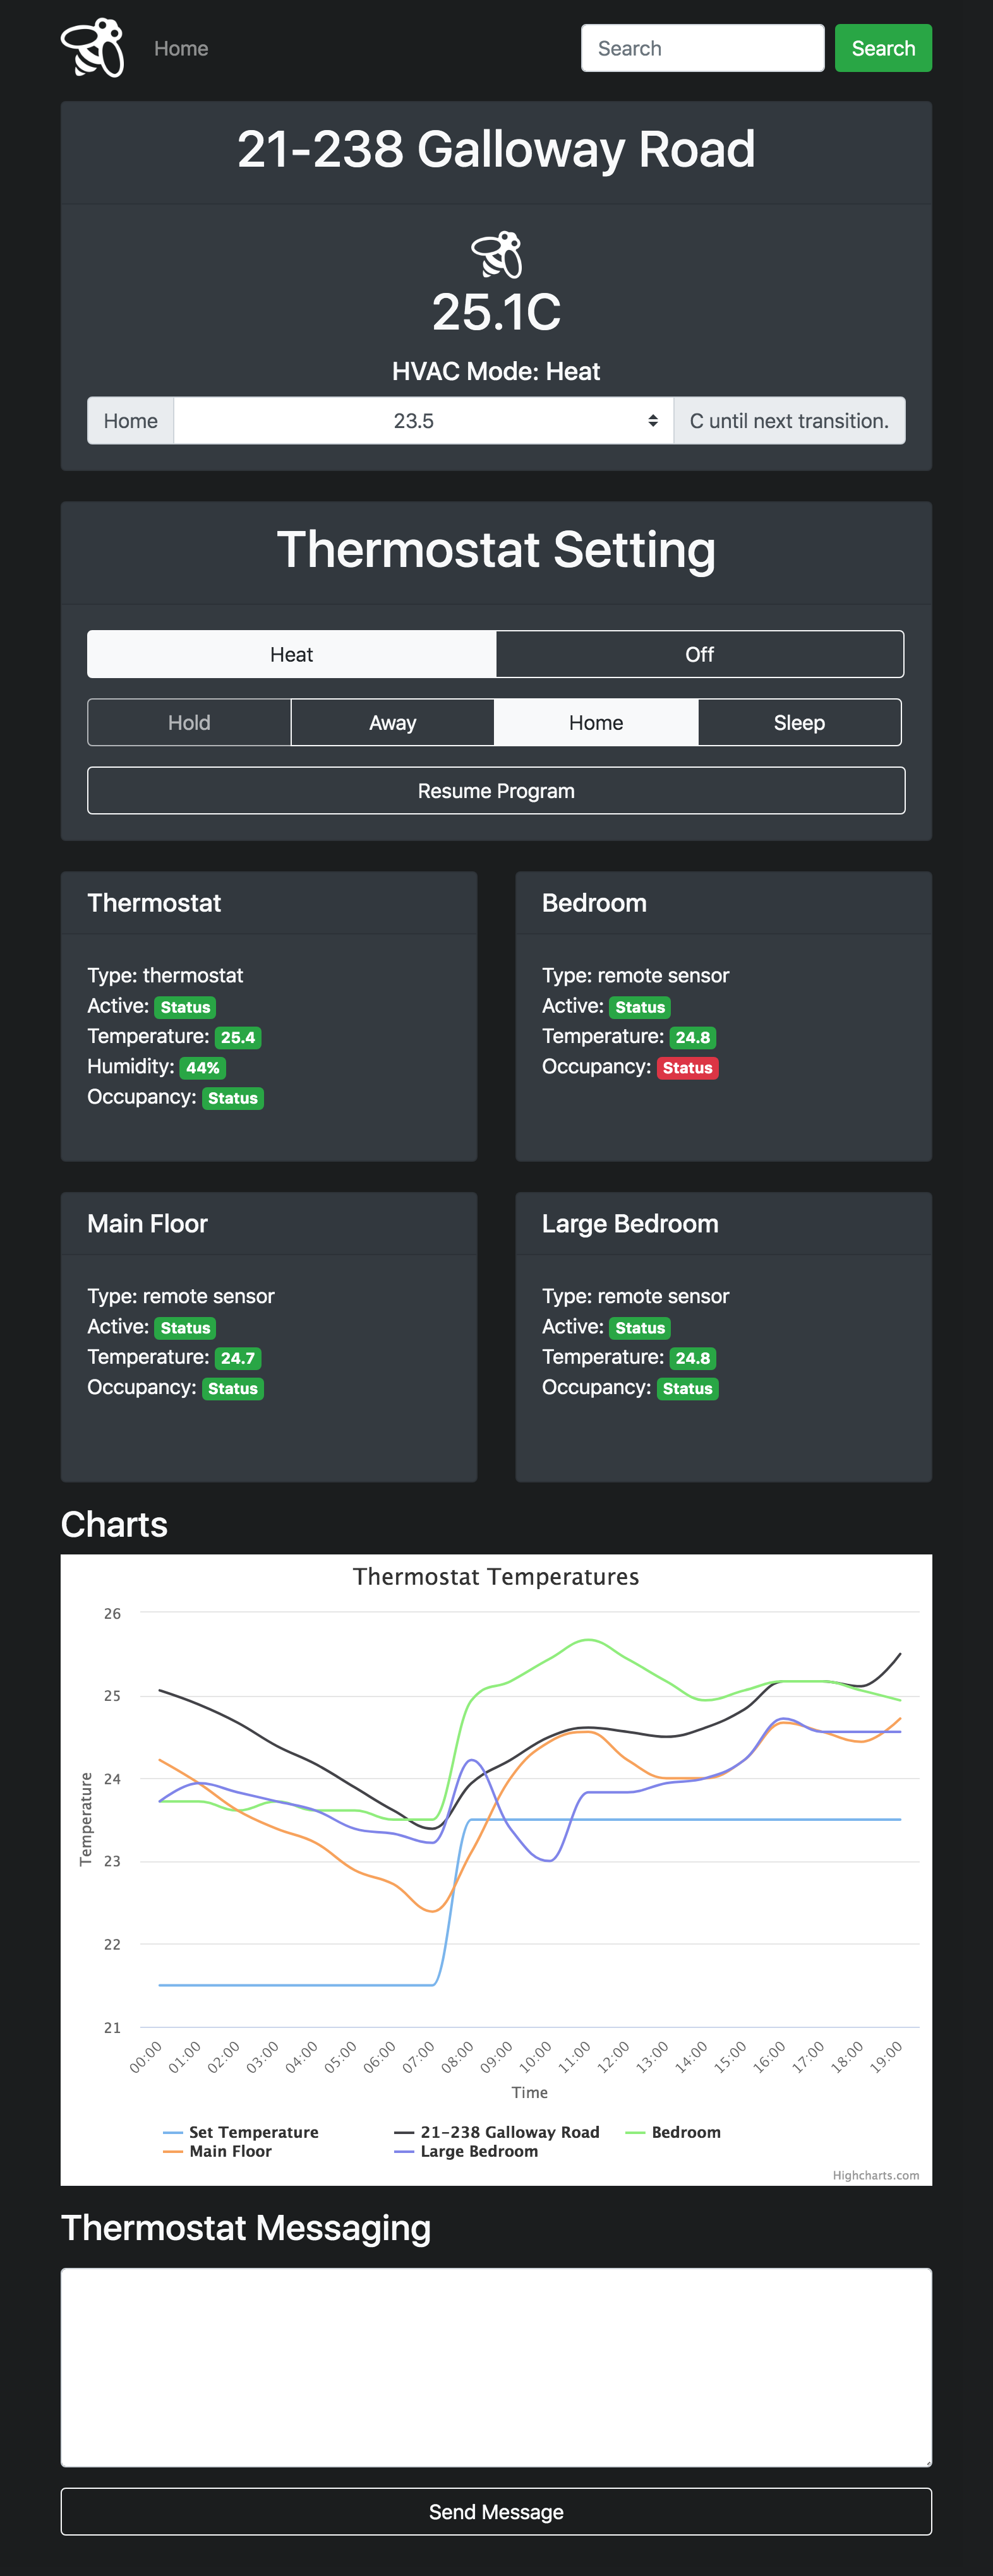 Home Search Search
21-238 Galloway Road
25.1C
HVAC Mode: Heat
Home 23.5 C until next transition.
Thermostat Setting
Heat Off
Hold Away Home Sleep
Resume Program
Thermostat
Type: thermostat
Active: Status
Temperature: 25.4
Humidity: 44%
Occupancy: Status
Bedroom
Type: remote sensor
Active: Status
Temperature: 24.8
Occupancy: Status
Main Floor
Type: remote sensor
Active: Status
Temperature: 24.7
Occupancy: Status
Large Bedroom
Type: remote sensor
Active: Status
Temperature: 24.8
Occupancy: Status
Charts
Thermostat Temperatures
26
25
24
23
22
21
Temperature
00:00 01:00 02:00 03:00 04:00 05:00 06:00 07:00 08:00 09:00 10:00 11:00 12:00 13:00 14:00 15:00 16:00 17:00 18:00 19:00
Time
Set Temperature 21-238 Galloway Road Bedroom
Main Floor Large Bedroom
Highcharts.com
Thermostat Messaging
Send Message